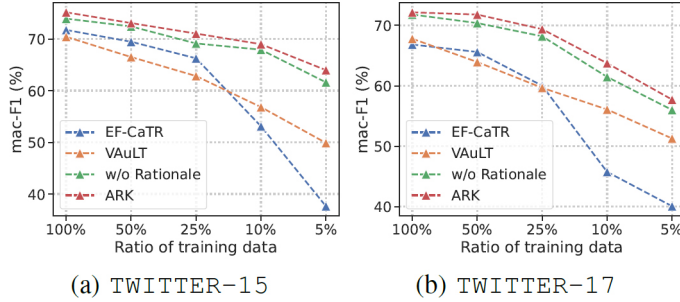 mac-F1 (%)
70
60
50
40
EF-CaTR
VAuLT
w/o Rationale
ARK
100% 50% 25% 10% 5%
Ratio of training data
(a) TWITTER-15
mac-F1 (%)
70
60
50
40
EF-CaTR
VAuLT
w/o Rationale
ARK
100% 50% 25% 10% 5%
Ratio of training data
(b) TWITTER-17